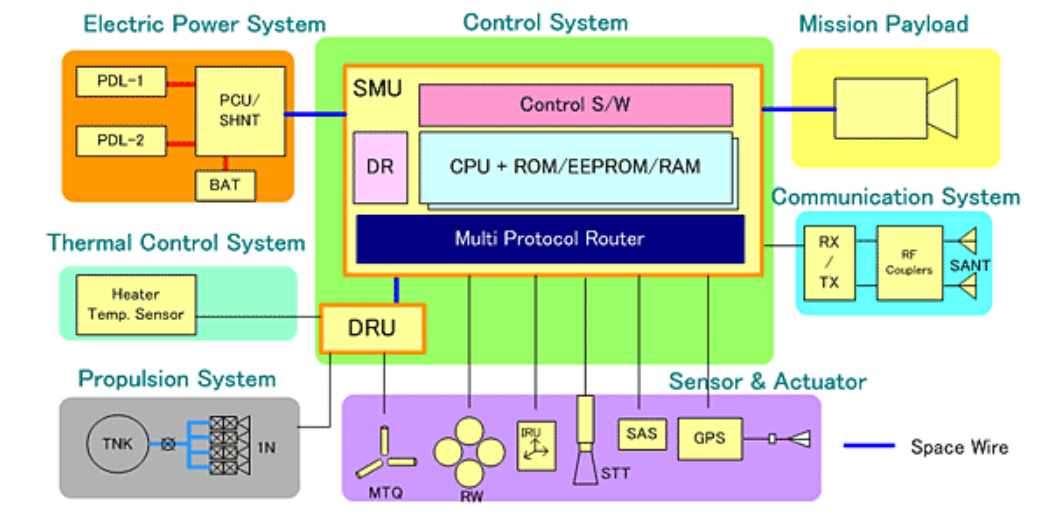 Electric Power System
Control System
Mission Payload
PDL-1
PDL-2
PCU/
SHNT
BAT
SMU
Control S/W
DR
CPU + ROM/EEPROM/RAM
Multi Protocol Router
Communication System
RX
/
TX
RF
Couplers
SANT
Thermal Control System
Heater
Temp. Sensor
DRU
Propulsion System
TNK
1N
Sensor & Actuator
MTQ
RW
IRU
STT
SAS
GPS
Space Wire